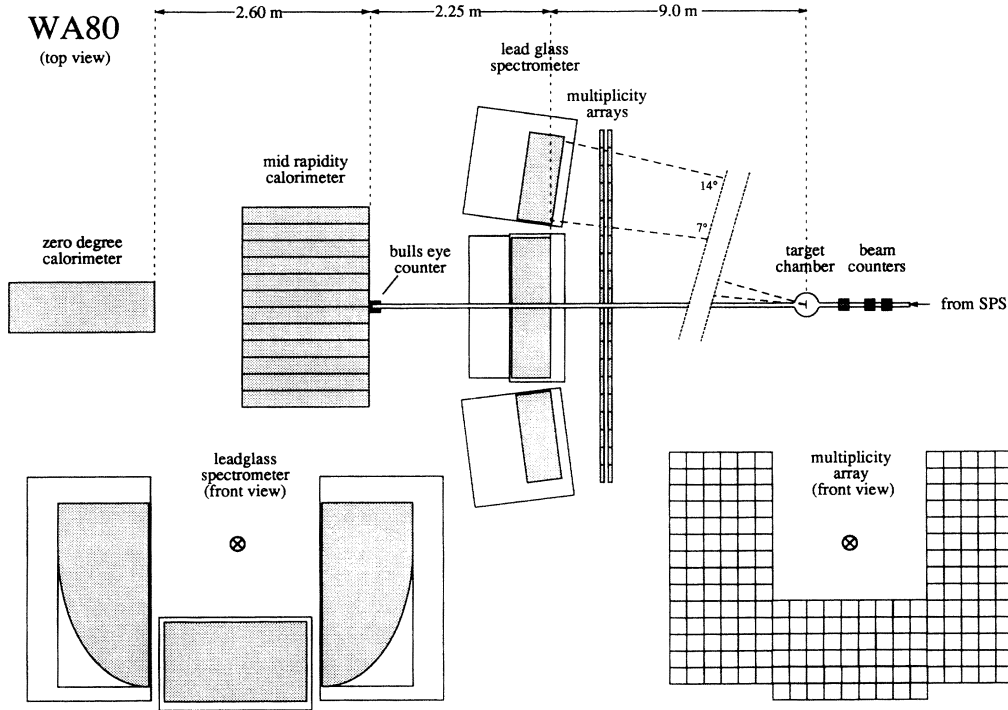 WA80
(top view)
2.60 m
2.25 m
9.0 m
lead glass
spectrometer
multiplicity
arrays
mid rapidity
calorimeter
14°
7°
zero degree
calorimeter
bulls eye
counter
target
chamber
beam
counters
from SPS
leadglass
spectrometer
(front view)
multiplicity
array
(front view)